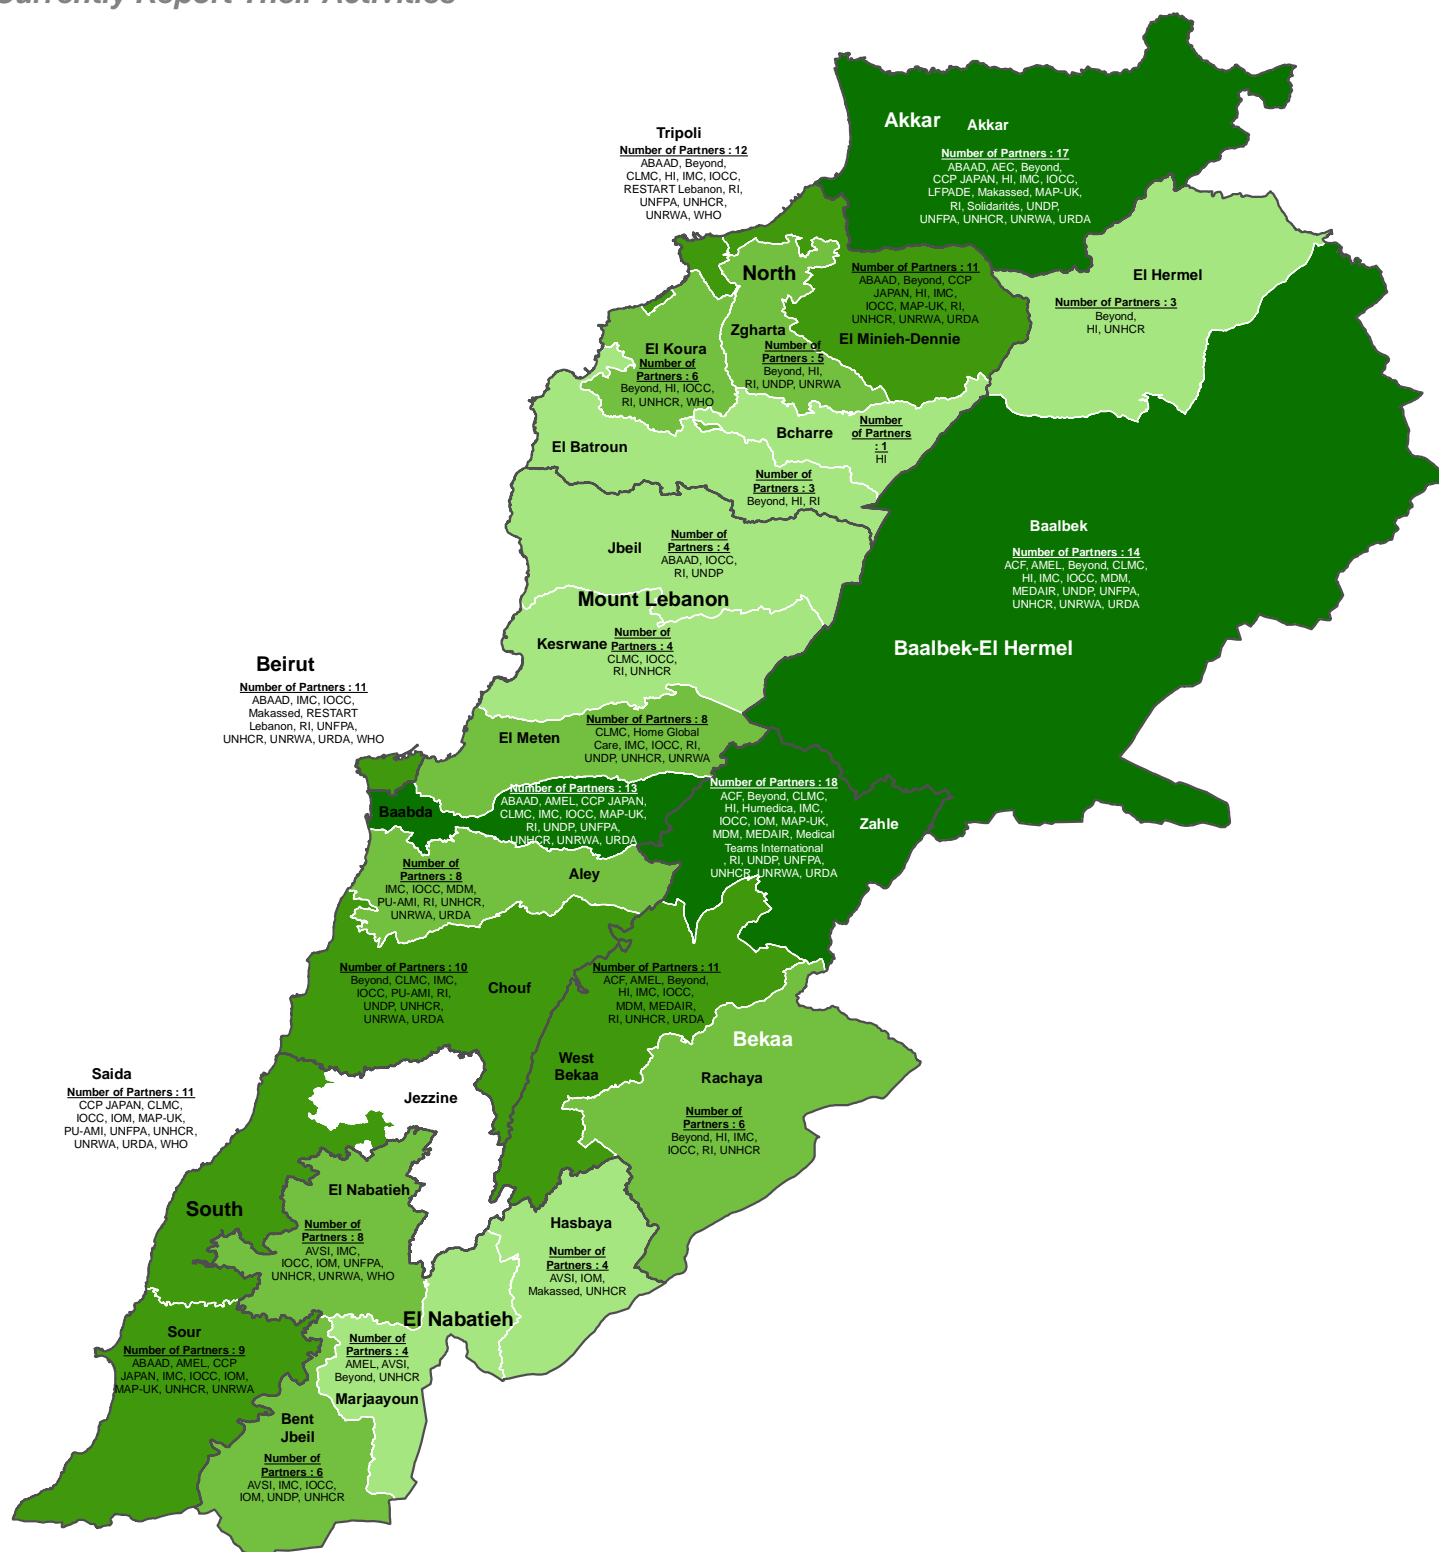 Currently Report Their Activities
Akkar
Akkar
Number of Partners : 17
ABAAD, AEC, Beyond,
CCP JAPAN, HI, IMC, IOCC,
LFPADE, Makassed, MAP-UK,
RI, Solidarités, UNDP,
UNFPA, UNHCR, UNRWA, URDA
Tripoli
Number of Partners : 12
ABAAD, Beyond,
CLMC, HI, IMC, IOCC,
RESTART Lebanon, RI,
UNFPA, UNHCR,
UNRWA, WHO
North
Number of Partners : 11
ABAAD, Beyond, CCP
JAPAN, HI, IMC,
IOCC, MAP-UK, RI,
UNHCR, UNRWA, URDA
El Minieh-Dennie
El Hermel
Number of Partners : 3
Beyond,
HI, UNHCR
Zgharta
Number of
Partners : 5
Beyond, HI,
RI, UNDP, UNRWA
El Koura
Number of
Partners : 6
Beyond, HI, IOCC,
RI, UNHCR, WHO
Bcharre
Number
of Partners
: 1
HI
El Batroun
Number of
Partners : 3
Beyond, HI, RI
Jbeil
Number of
Partners : 4
ABAAD, IOCC,
RI, UNDP
Baalbek
Number of Partners : 14
ACF, AMEL, Beyond, CLMC,
HI, IMC, IOCC, MDM,
MEDAIR, UNDP, UNFPA,
UNHCR, UNRWA, URDA
Baalbek-El Hermel
Mount Lebanon
Kesrwane
Number of
Partners : 4
CLMC, IOCC,
RI, UNHCR
Beirut
Number of Partners : 11
ABAAD, IMC, IOCC,
Makassed, RESTART
Lebanon, RI, UNFPA,
UNHCR, UNRWA, URDA, WHO
El Meten
Number of Partners : 8
CLMC, Home Global
Care, IMC, IOCC, RI,
UNDP, UNHCR, UNRWA
Baabda
Number of Partners : 13
ABAAD, AMEL, CCP JAPAN,
CLMC, IMC, IOCC, MAP-UK,
RI, UNDP, UNFPA,
UNHCR, UNRWA, URDA
Number of Partners : 18
ACF, Beyond, CLMC,
HI, Humedica, IMC,
IOCC, IOM, MAP-UK,
MDM, MEDAIR, Medical
Teams International
, RI, UNDP, UNFPA,
UNHCR, UNRWA, URDA
Zahle
Aley
Number of
Partners : 8
IMC, IOCC, MDM,
PU-AMI, RI, UNHCR,
UNRWA, URDA
Number of Partners : 10
Beyond, CLMC, IMC,
IOCC, PU-AMI, RI,
UNDP, UNHCR,
UNRWA, URDA
Chouf
Number of Partners : 11
ACF, AMEL, Beyond,
HI, IMC, IOCC,
MDM, MEDAIR,
RI, UNHCR, URDA
West
Bekaa
Bekaa
Rachaya
Number of
Partners : 6
Beyond, HI, IMC,
IOCC, RI, UNHCR
Saida
Number of Partners : 11
CCP JAPAN, CLMC,
IOCC, IOM, MAP-UK,
PU-AMI, UNFPA, UNHCR,
UNRWA, URDA, WHO
Jezzine
South
El Nabatieh
Number of
Partners : 8
AVSI, IMC,
IOCC, IOM, UNFPA,
UNHCR, UNRWA, WHO
Hasbaya
Number of
Partners : 4
AVSI, IOM,
Makassed, UNHCR
El Nabatieh
Sour
Number of Partners : 9
ABAAD, AMEL, CCP
JAPAN, IMC, IOCC, IOM,
MAP-UK, UNHCR, UNRWA
Number of
Partners : 4
AMEL, AVSI,
Beyond, UNHCR
Marjaayoun
Bent
Jbeil
Number of
Partners : 6
AVSI, IMC, IOCC,
IOM, UNDP, UNHCR